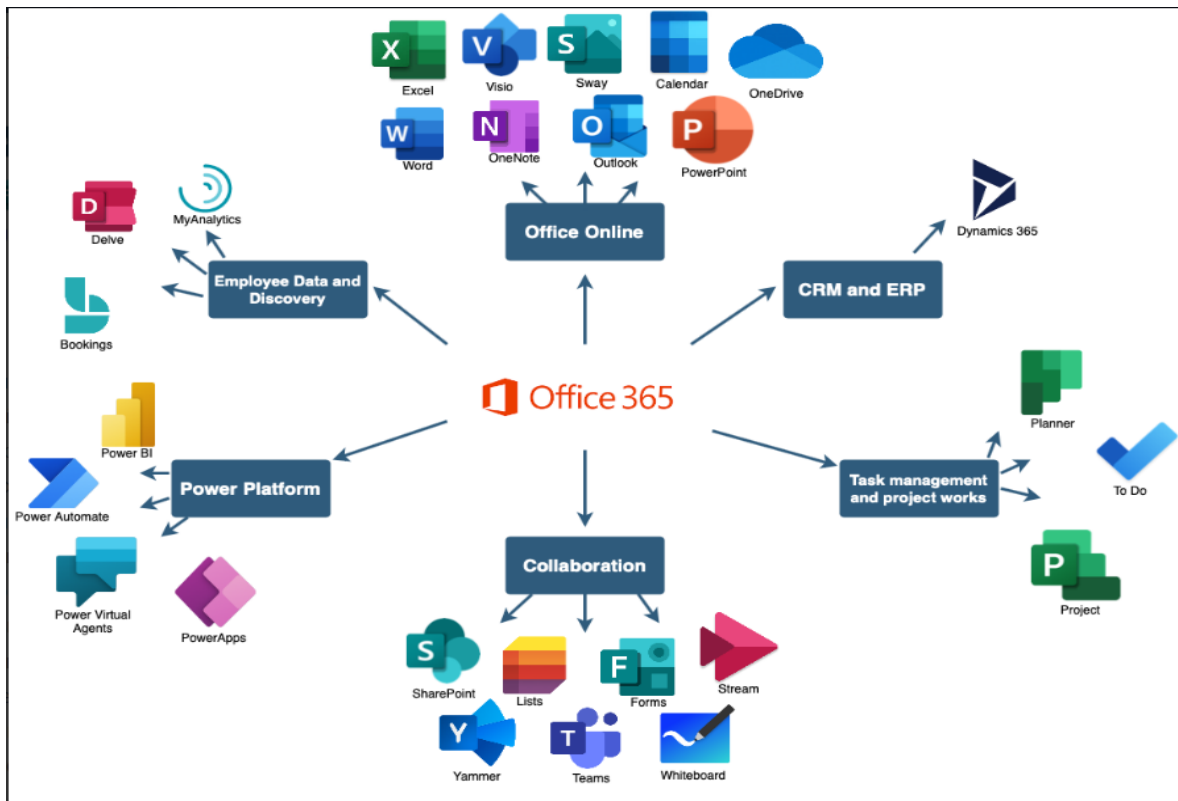 X
Excel
V
Visio
S
Sway
Calendar
OneDrive
W
Word
N
OneNote
O
Outlook
P
PowerPoint
D
Delve
MyAnalytics
Bookings
Employee Data and
Discovery
Office Online
CRM and ERP
Dynamics 365
Office 365
Power BI
Power Automate
Power Virtual
Agents
PowerApps
Power Platform
Task management
and project works
Planner
To Do
P
Project
Collaboration
S
SharePoint
Lists
F
Forms
Stream
Y
Yammer
T
Teams
Whiteboard